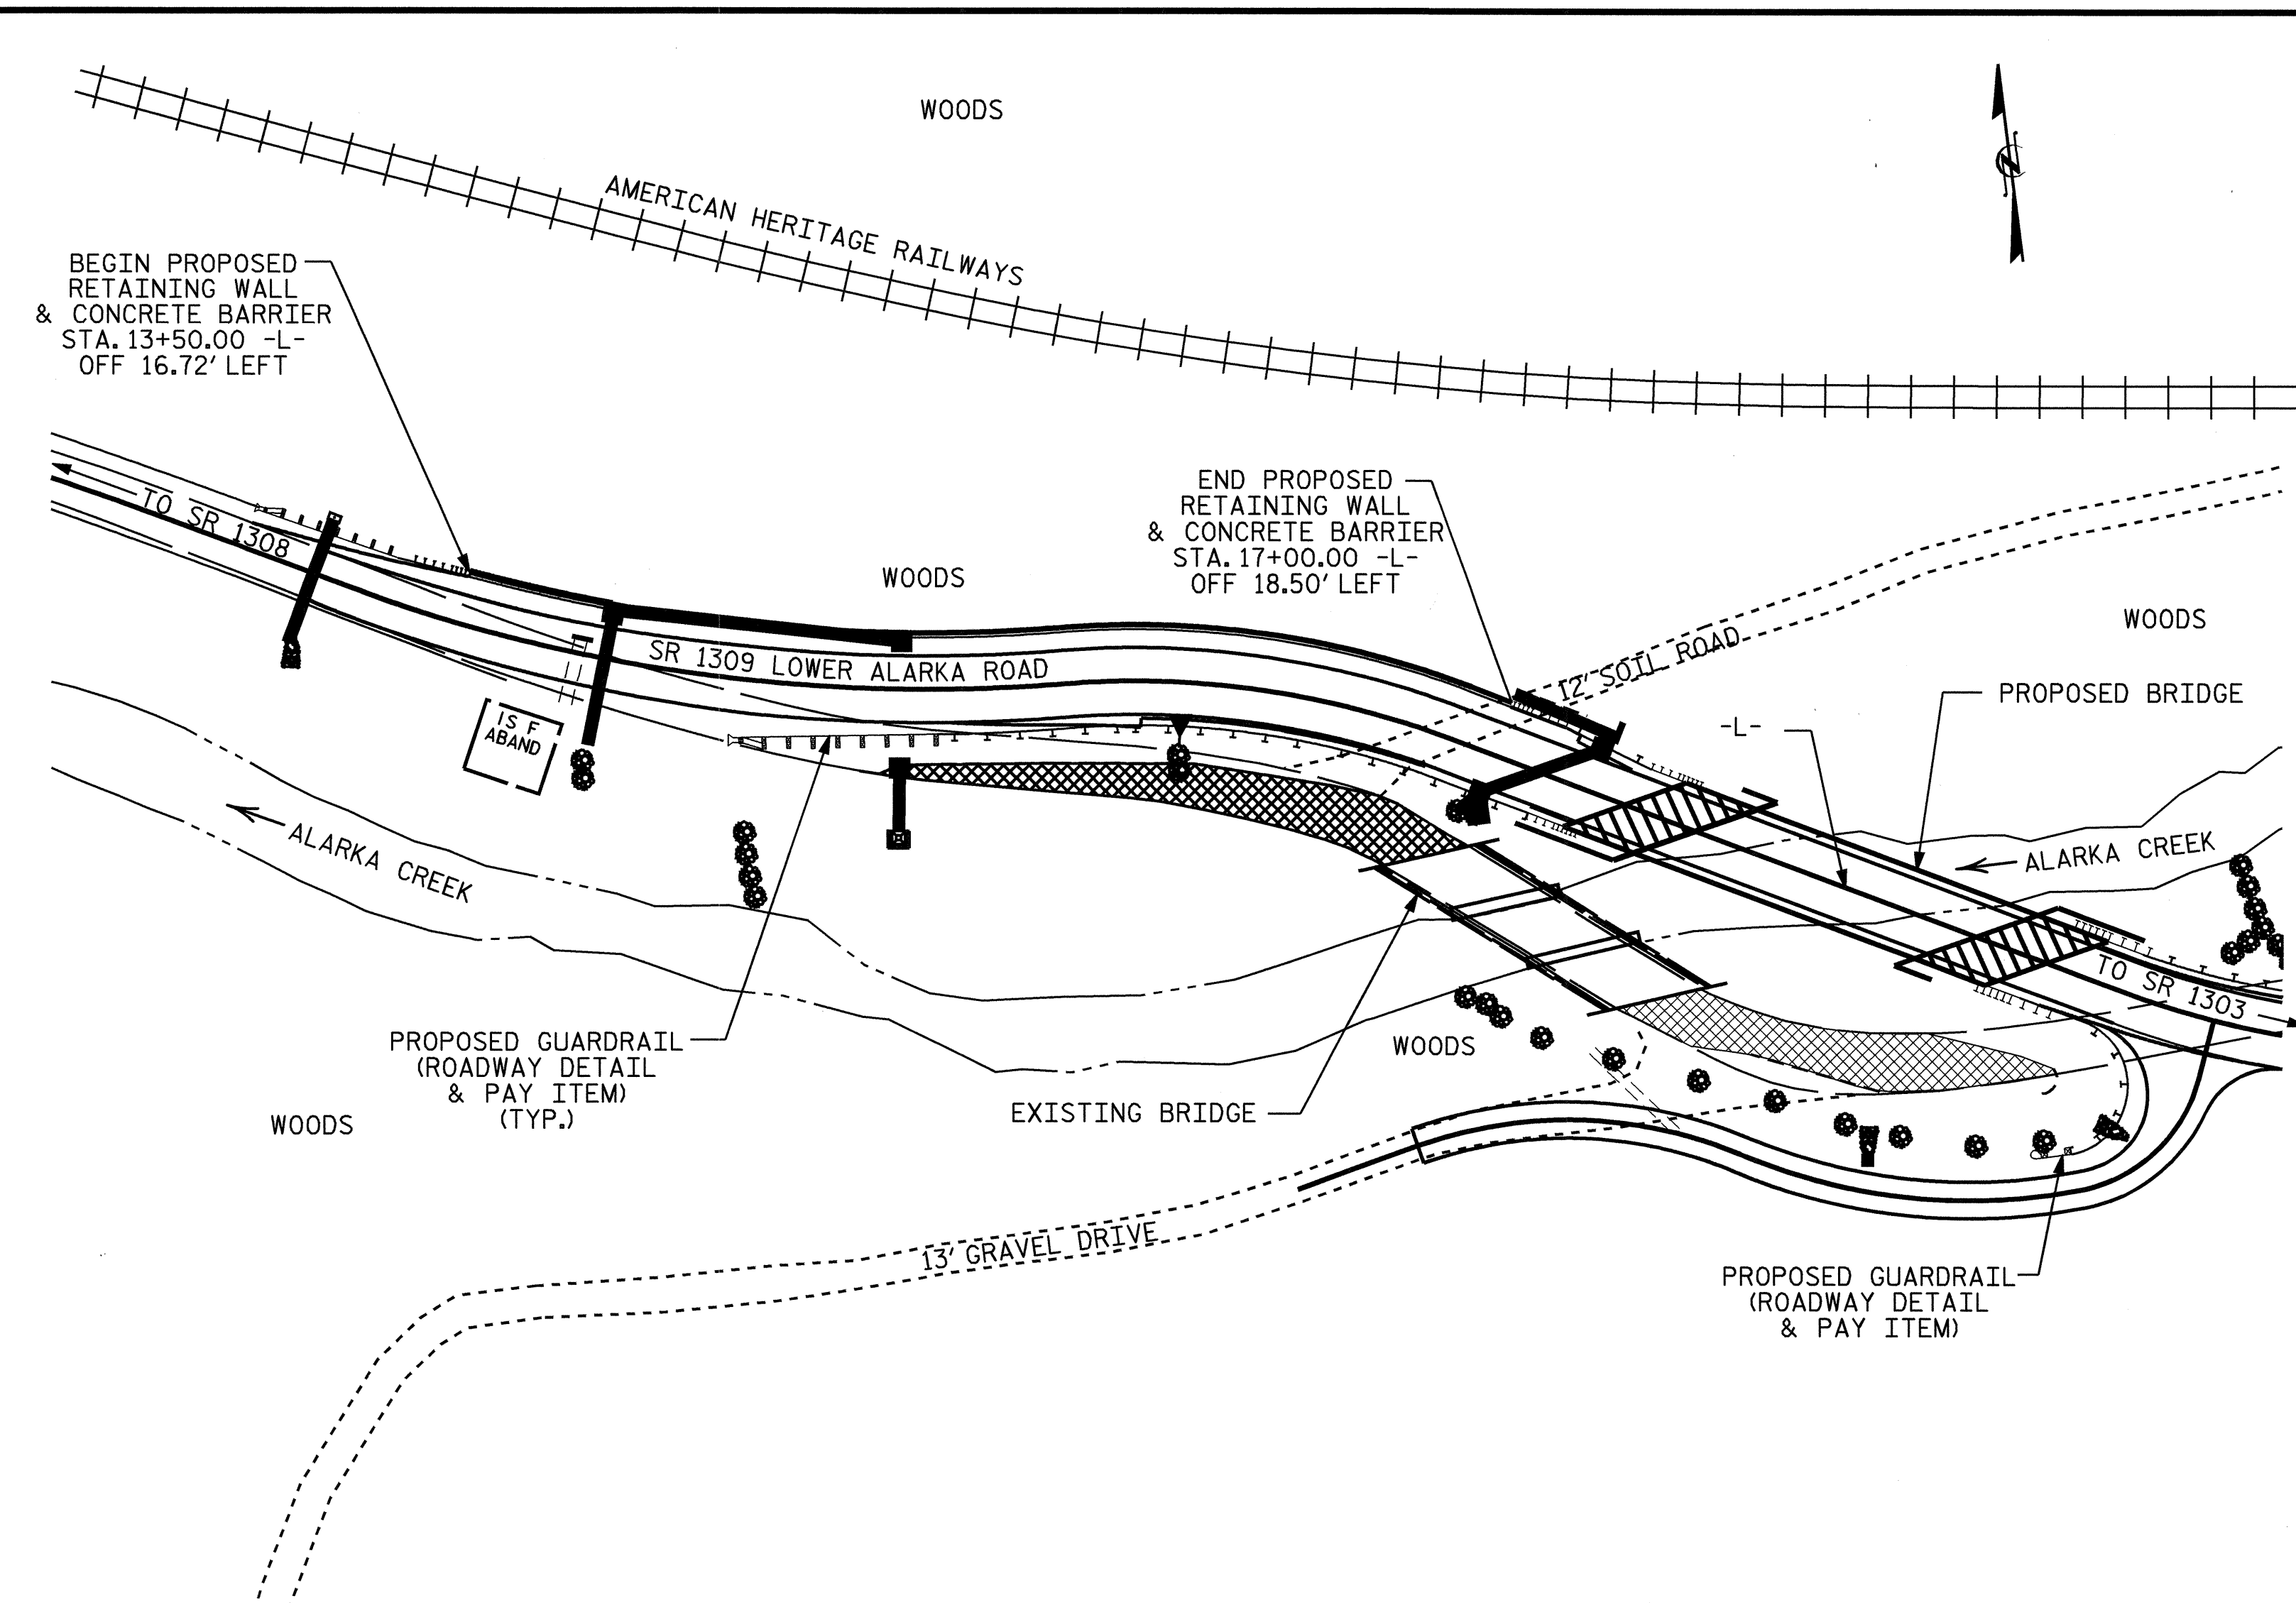 WOODS
AMERICAN HERITAGE RAILWAYS
BEGIN PROPOSED
RETAINING WALL
& CONCRETE BARRIER
STA. 13+50.00 -L-
OFF 16.72' LEFT
END PROPOSED
RETAINING WALL
& CONCRETE BARRIER
STA. 17+00.00 -L-
OFF 18.50' LEFT
TO SR 1308
WOODS
WOODS
12' SOIL ROAD
SR 1309 LOWER ALARKA ROAD
PROPOSED BRIDGE
-L-
IS F
ABAND
ALARKA CREEK
ALARKA CREEK
TO SR 1303
PROPOSED GUARDRAIL
(ROADWAY DETAIL
& PAY ITEM)
(TYP.)
WOODS
EXISTING BRIDGE
WOODS
13' GRAVEL DRIVE
PROPOSED GUARDRAIL
(ROADWAY DETAIL
& PAY ITEM)